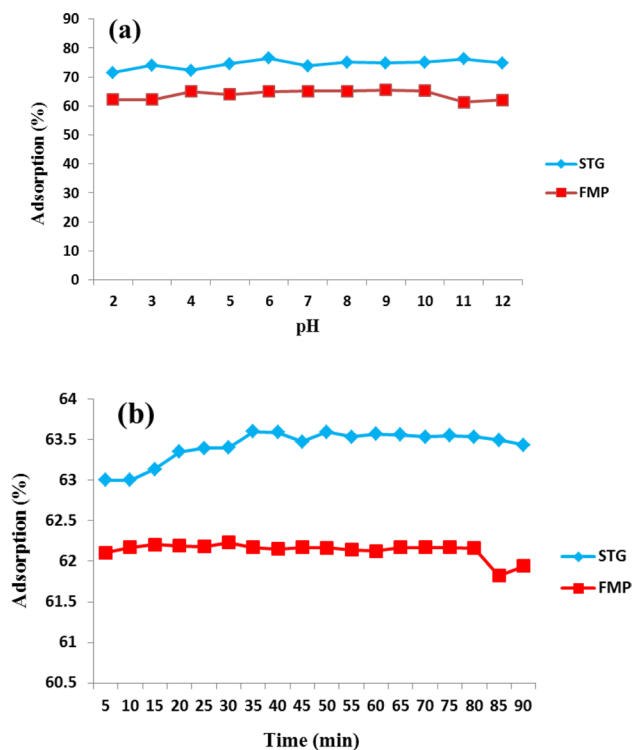 (a)
Adsorption (%)
90
80
70
60
50
40
30
20
10
0
2 3 4 5 6 7 8 9 10 11 12
pH
STG
FMP
(b)
Adsorption (%)
64
63.5
63
62.5
62
61.5
61
60.5
5 10 15 20 25 30 35 40 45 50 55 60 65 70 75 80 85 90
Time (min)
STG
FMP